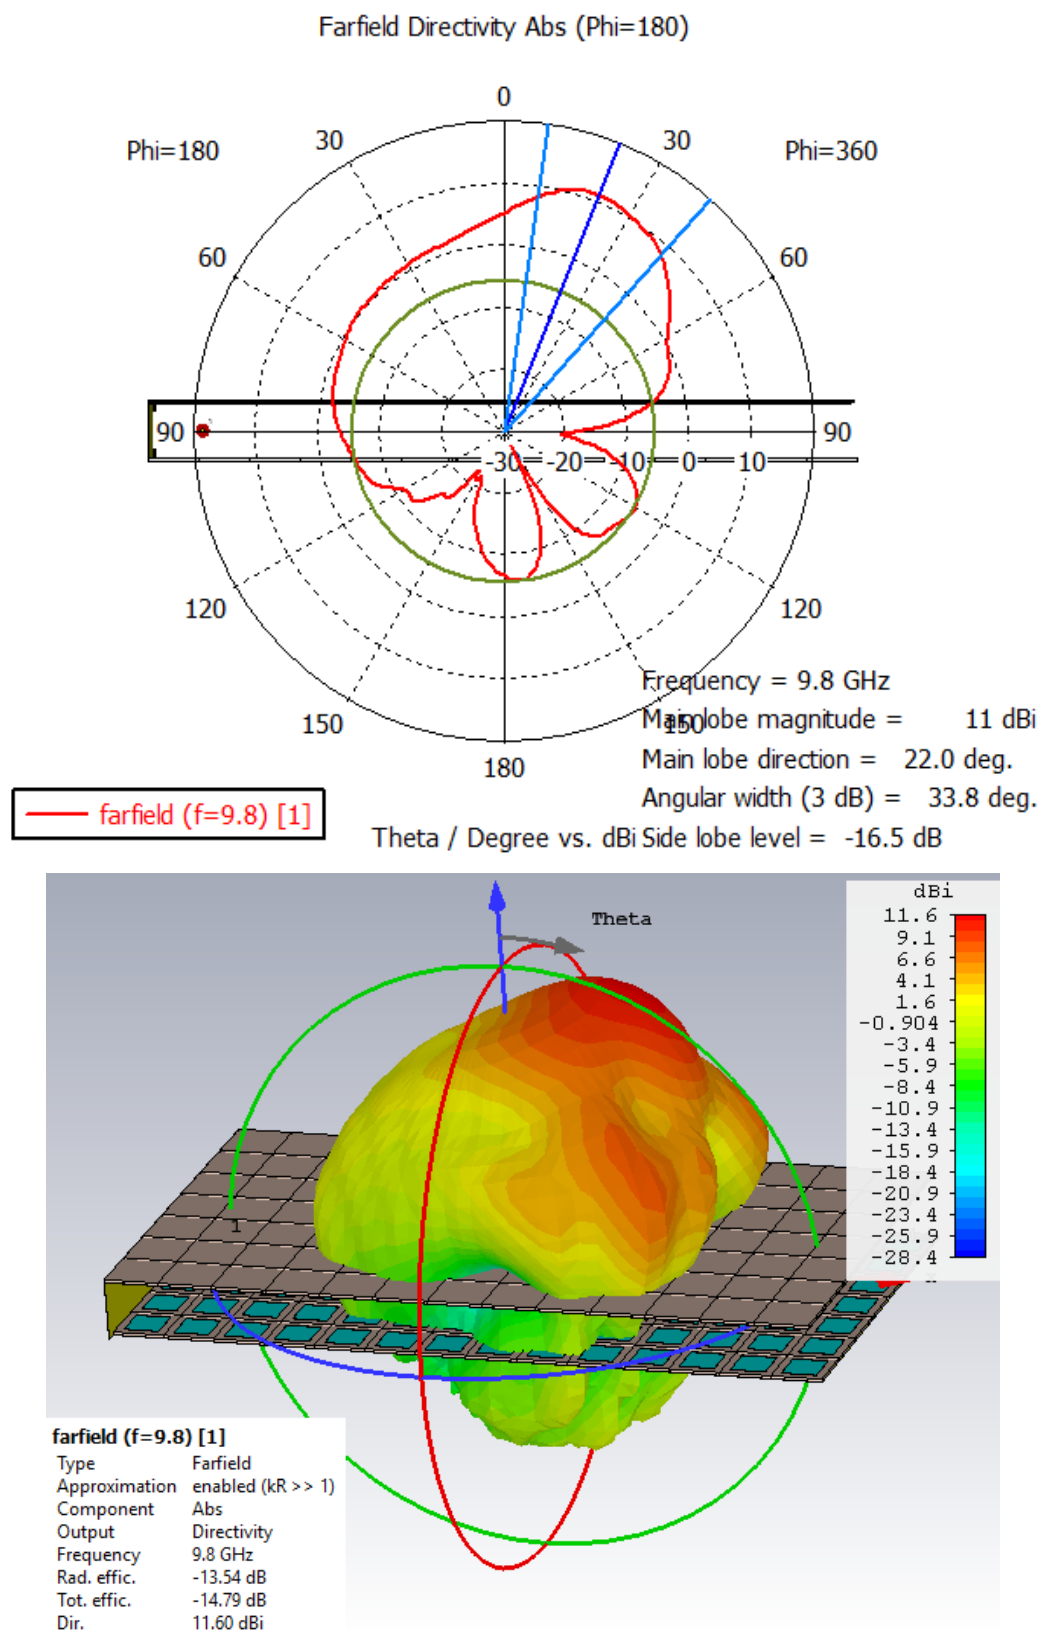 Farfield Directivity Abs (Phi=180)
0
Phi=180
30
30
Phi=360
60
60
90
-30
-20
-10
0
10
90
120
120
150
150
180
Frequency = 9.8 GHz
Main lobe magnitude = 11 dBi
Main lobe direction = 22.0 deg.
Angular width (3 dB) = 33.8 deg.
Side lobe level = -16.5 dB
farfield (f=9.8) [1]
Theta / Degree vs. dBi
dBi
11.6
9.1
6.6
4.1
1.6
-0.904
-3.4
-5.9
-8.4
-10.9
-13.4
-15.9
-18.4
-20.9
-23.4
-25.9
-28.4
Theta
1
farfield (f=9.8) [1]
Type Farfield
Approximation enabled (kR >> 1)
Component Abs
Output Directivity
Frequency 9.8 GHz
Rad. effic. -13.54 dB
Tot. effic. -14.79 dB
Dir. 11.60 dBi